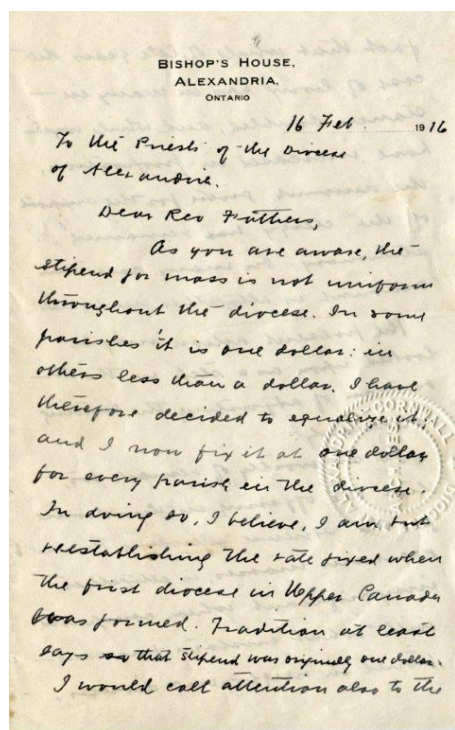 BISHOP'S HOUSE,
ALEXANDRIA,
ONTARIO
16 Feb. 1916
To the Priests of the Diocese
of Alexandria.
Dear Rev Fathers,
As you are aware, the
stipend for mass is not uniform
throughout the diocese. In some
parishes it is one dollar: in
others less than a dollar. I have
therefore decided to equalize it;
and I now fix it at one dollar
for every parish in the diocese.
In doing so, I believe, I am but
reestablishing the rate fixed when
the first diocese in Upper Canada
was formed. Tradition at least
says that stipend was originally one dollar.
I would call attention also to the
CORNWALL